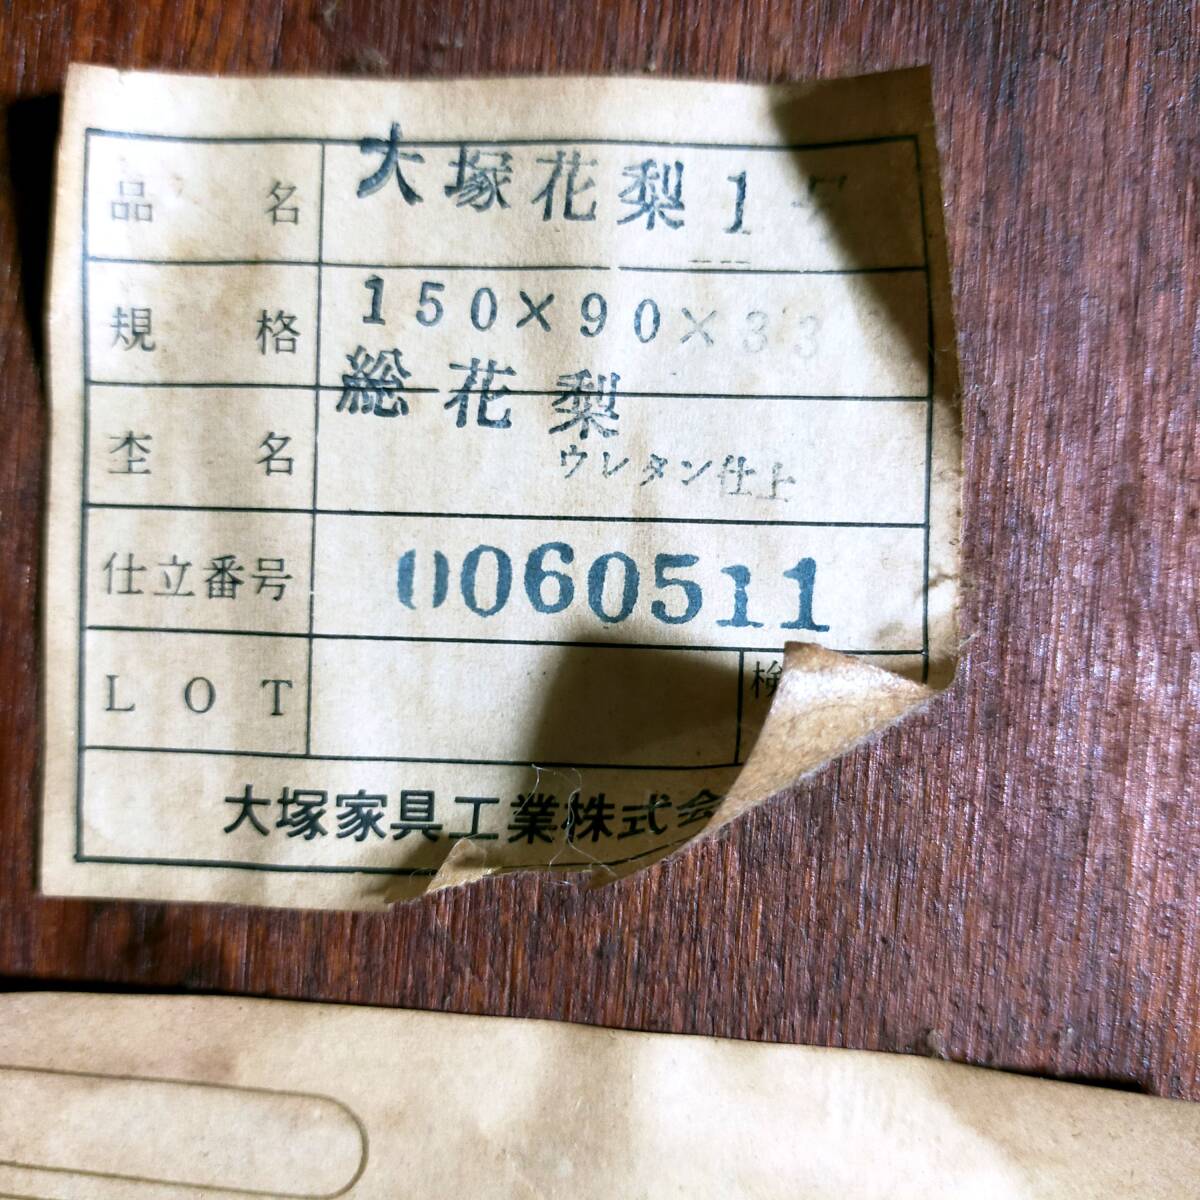 品名 大塚花梨1
規格 150×90×33
杢名 総花梨
ウレタン仕上
仕立番号 0060511
LOT 検
大塚家具工業株式会